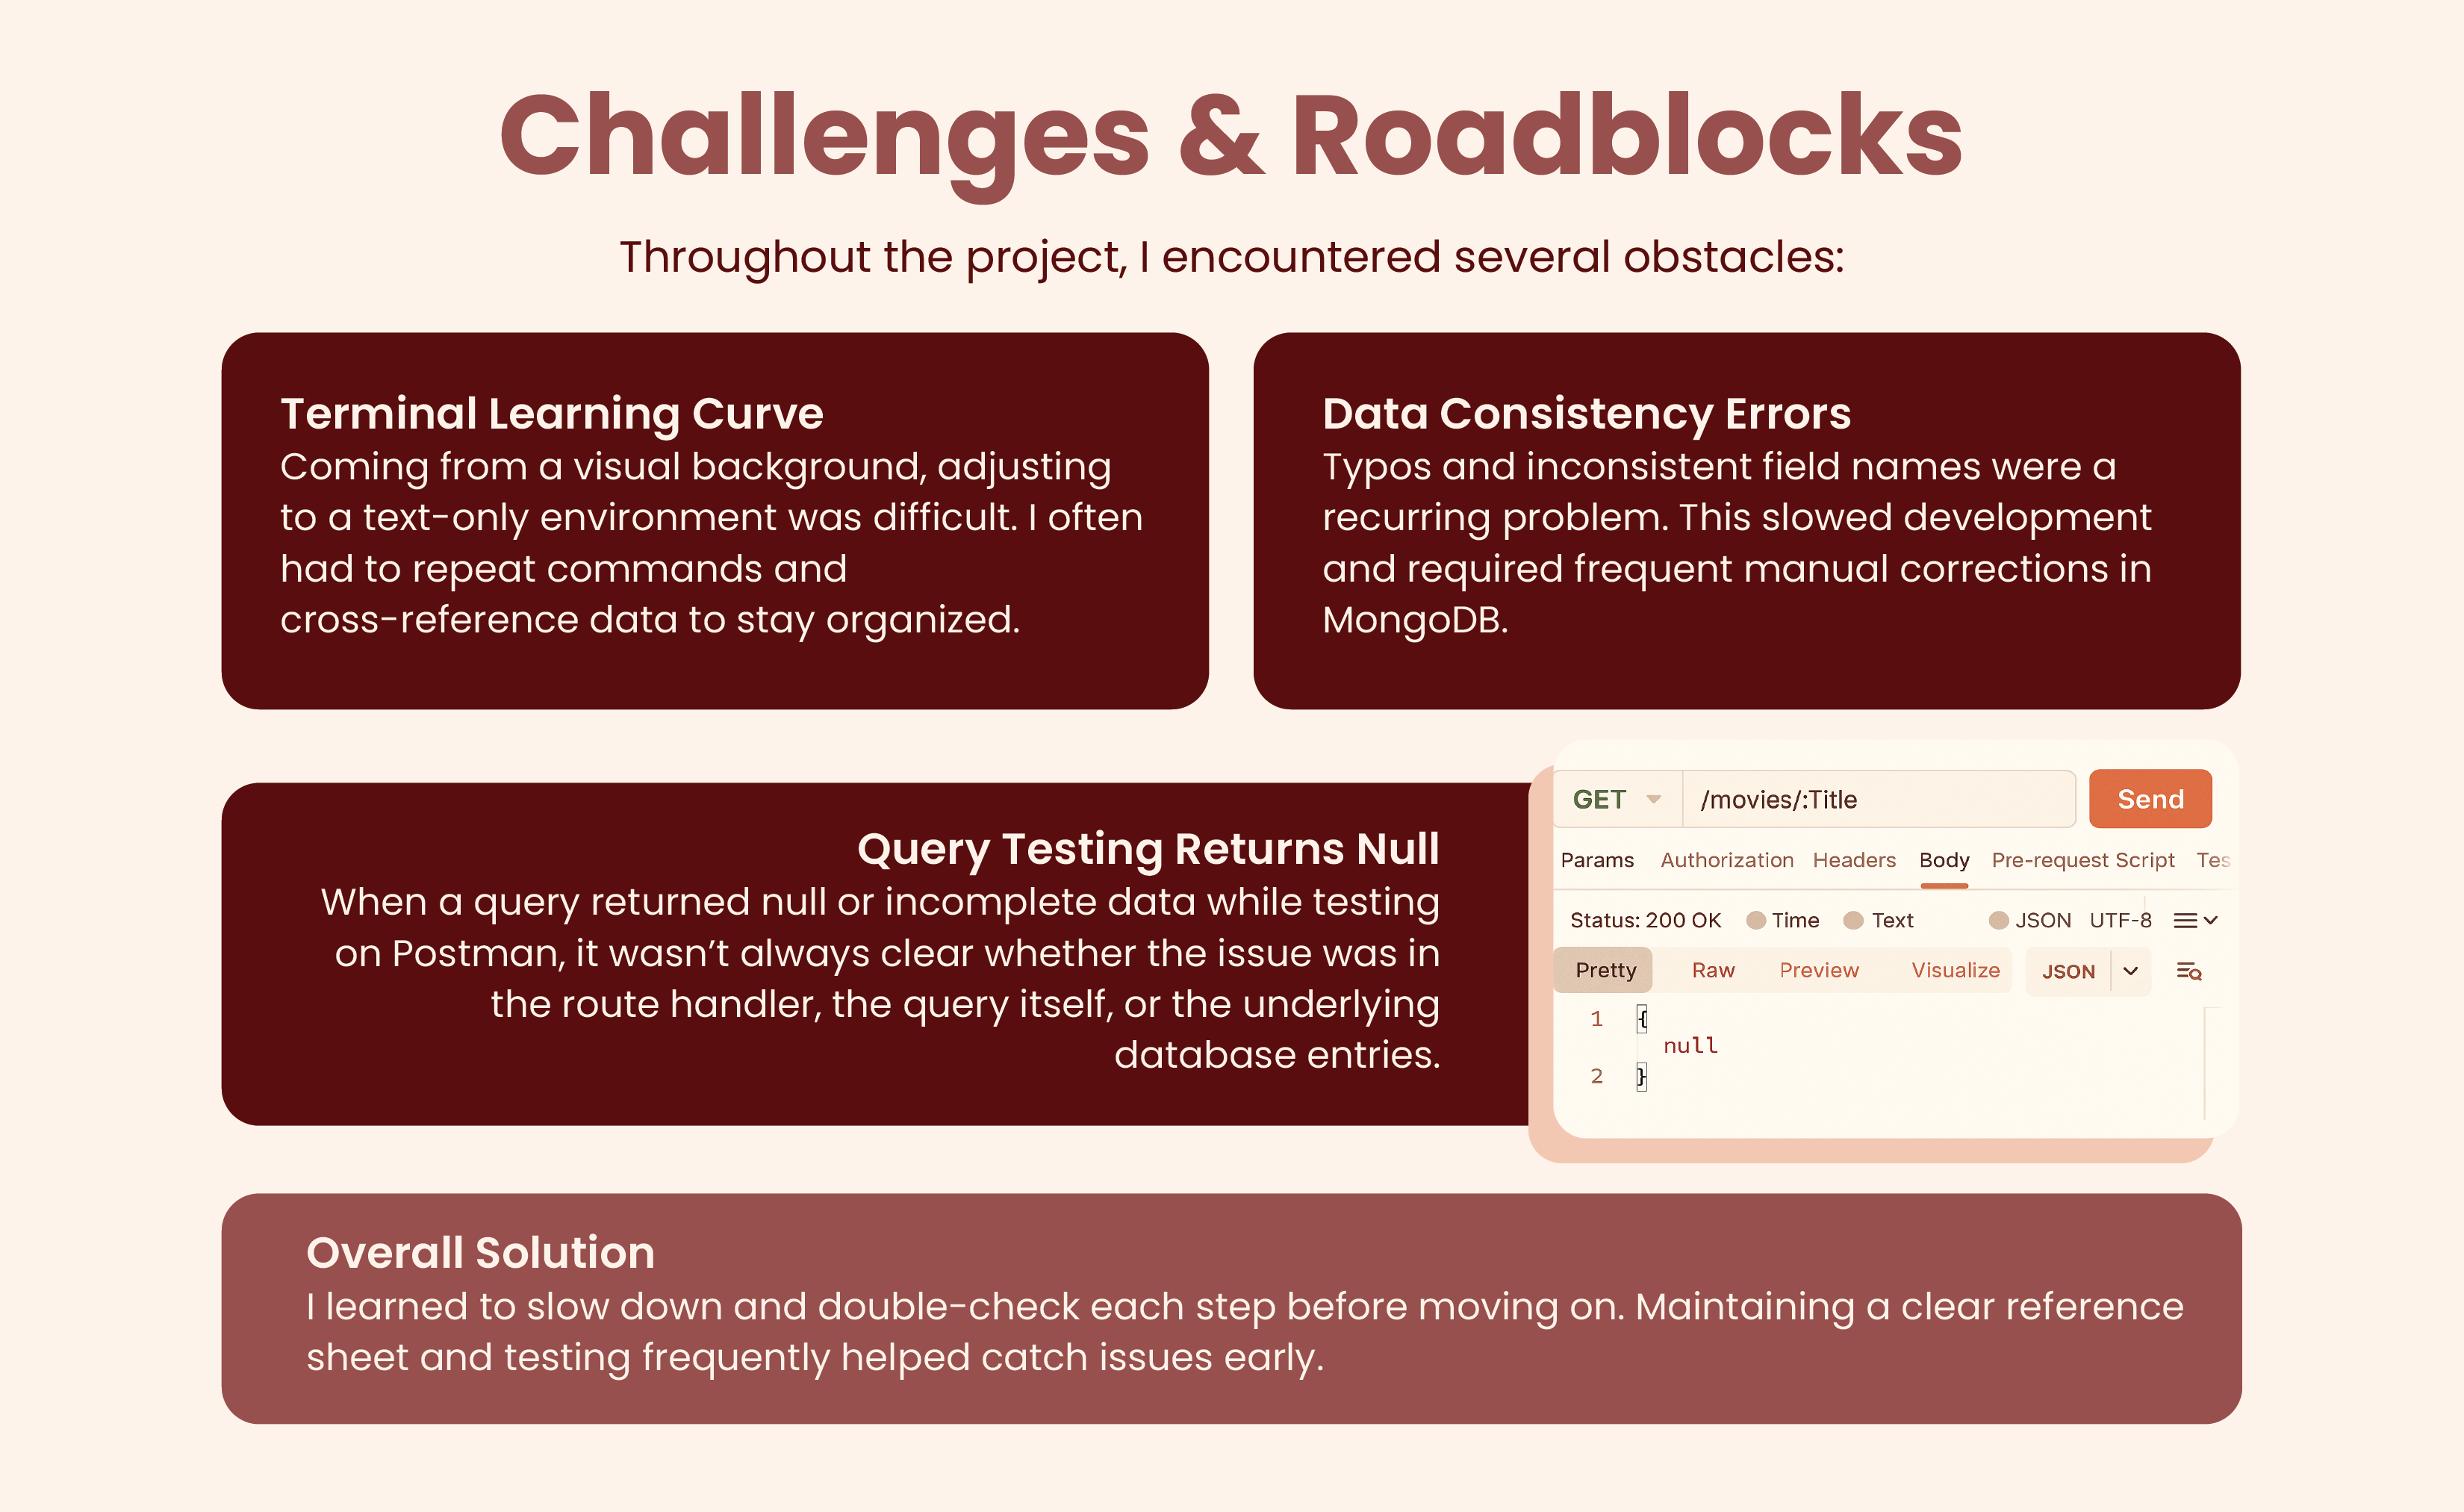 Challenges & Roadblocks
Throughout the project, I encountered several obstacles:
Terminal Learning Curve
Coming from a visual background, adjusting
to a text-only environment was difficult. I often
had to repeat commands and
cross-reference data to stay organized.
Data Consistency Errors
Typos and inconsistent field names were a
recurring problem. This slowed development
and required frequent manual corrections in
MongoDB.
Query Testing Returns Null
When a query returned null or incomplete data while testing
on Postman, it wasn’t always clear whether the issue was in
the route handler, the query itself, or the underlying
database entries.
GET /movies/:Title Send
Params Authorization Headers Body Pre-request Script Tes
Status: 200 OK Time Text JSON UTF-8
Pretty Raw Preview Visualize JSON
1 {
null
2 }
Overall Solution
I learned to slow down and double-check each step before moving on. Maintaining a clear reference
sheet and testing frequently helped catch issues early.